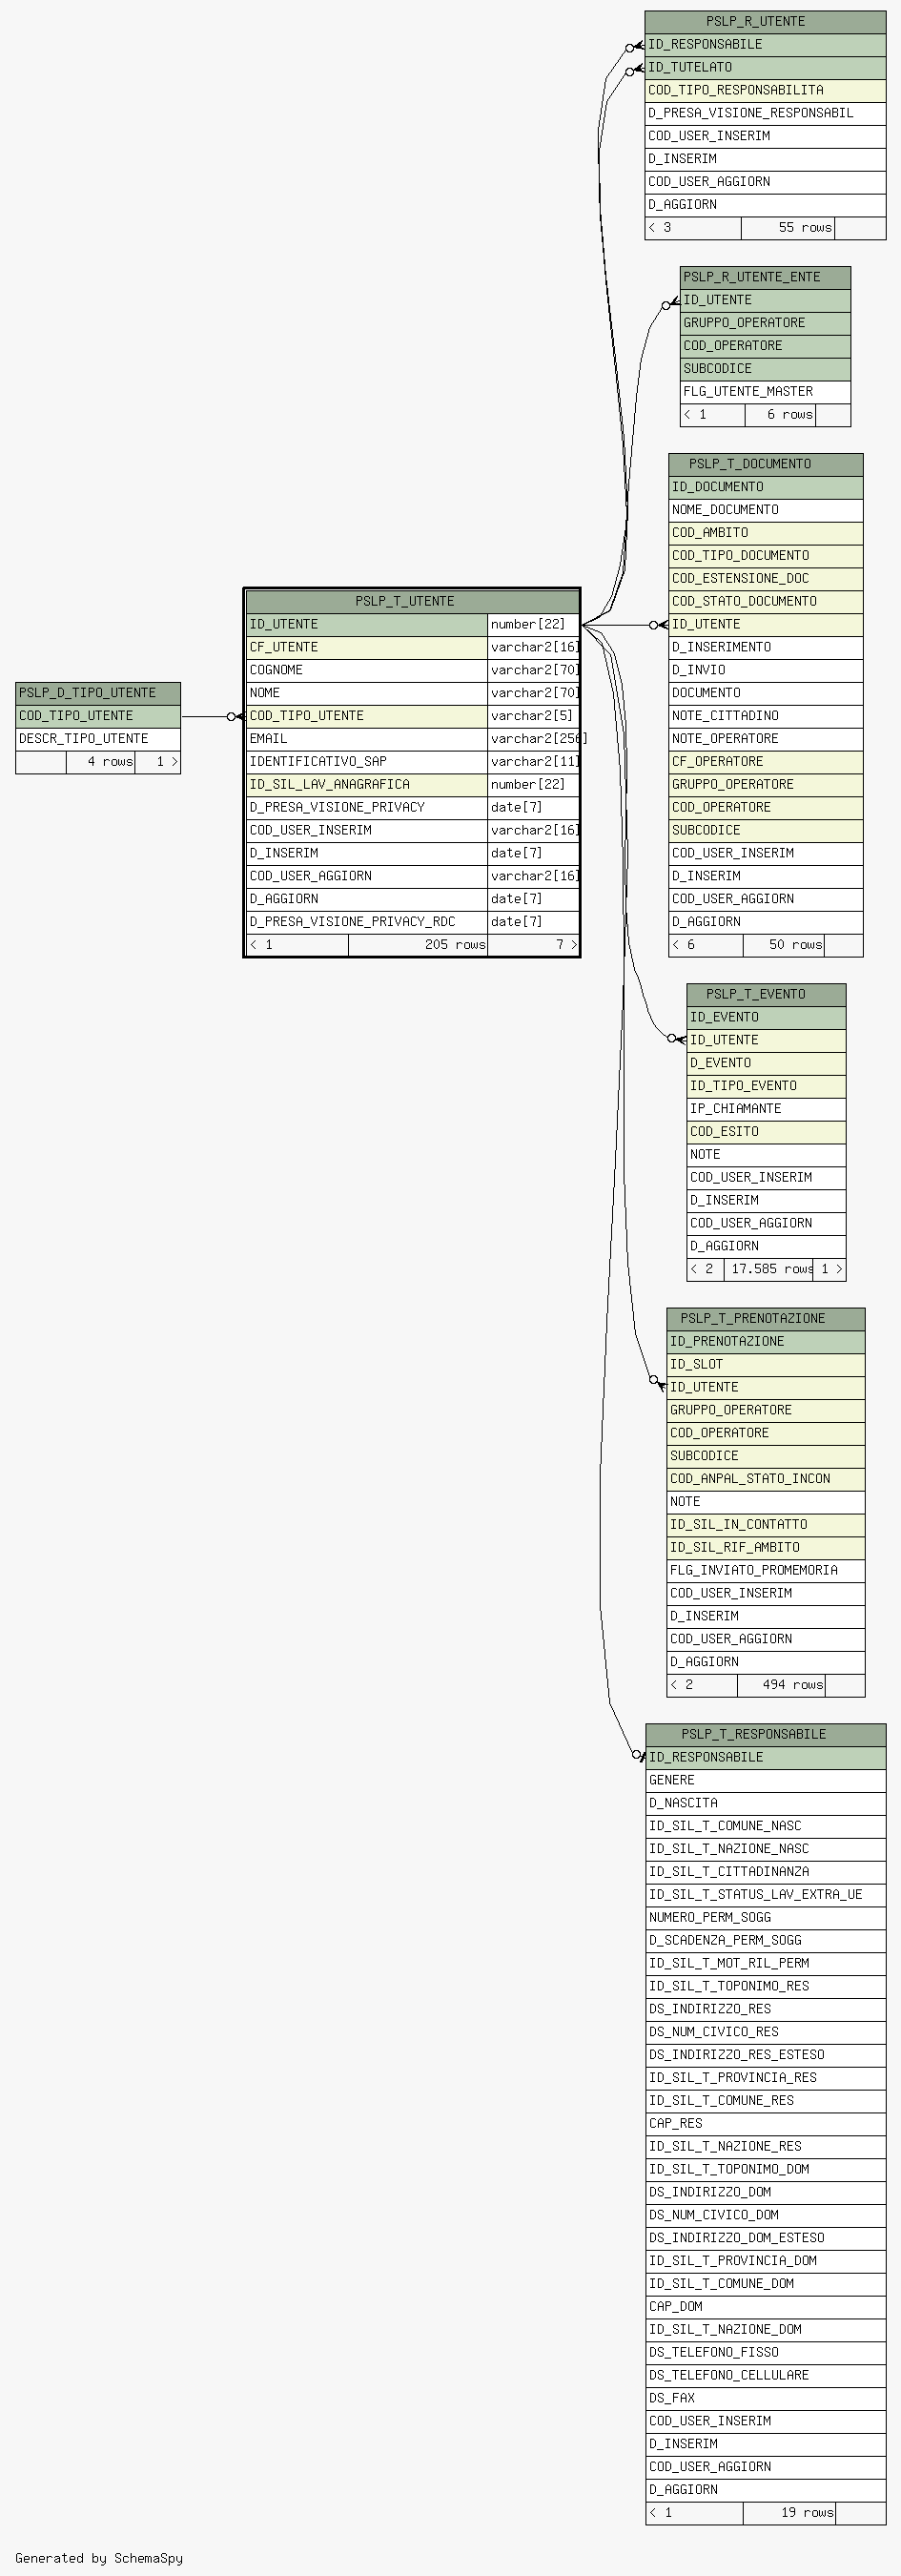 PSLP_R_UTENTE
ID_RESPONSABILE
ID_TUTELATO
COD_TIPO_RESPONSABILITA
D_PRESA_VISIONE_RESPONSABIL
COD_USER_INSERIM
D_INSERIM
COD_USER_AGGIORN
D_AGGIORN
< 3 55 rows
PSLP_R_UTENTE_ENTE
ID_UTENTE
GRUPPO_OPERATORE
COD_OPERATORE
SUBCODICE
FLG_UTENTE_MASTER
< 1 6 rows
PSLP_T_DOCUMENTO
ID_DOCUMENTO
NOME_DOCUMENTO
COD_AMBITO
COD_TIPO_DOCUMENTO
COD_ESTENSIONE_DOC
COD_STATO_DOCUMENTO
ID_UTENTE
D_INSERIMENTO
D_INVIO
DOCUMENTO
NOTE_CITTADINO
NOTE_OPERATORE
CF_OPERATORE
GRUPPO_OPERATORE
COD_OPERATORE
SUBCODICE
COD_USER_INSERIM
D_INSERIM
COD_USER_AGGIORN
D_AGGIORN
< 6 50 rows
PSLP_T_UTENTE
ID_UTENTE number[22]
CF_UTENTE varchar2[16]
COGNOME varchar2[70]
NOME varchar2[70]
COD_TIPO_UTENTE varchar2[5]
EMAIL varchar2[256]
IDENTIFICATIVO_SAP varchar2[11]
ID_SIL_LAV_ANAGRAFICA number[22]
D_PRESA_VISIONE_PRIVACY date[7]
COD_USER_INSERIM varchar2[16]
D_INSERIM date[7]
COD_USER_AGGIORN varchar2[16]
D_AGGIORN date[7]
D_PRESA_VISIONE_PRIVACY_RDC date[7]
< 1 205 rows 7 >
PSLP_D_TIPO_UTENTE
COD_TIPO_UTENTE
DESCR_TIPO_UTENTE
4 rows 1 >
PSLP_T_EVENTO
ID_EVENTO
ID_UTENTE
D_EVENTO
ID_TIPO_EVENTO
IP_CHIAMANTE
COD_ESITO
NOTE
COD_USER_INSERIM
D_INSERIM
COD_USER_AGGIORN
D_AGGIORN
< 2 17.585 rows 1 >
PSLP_T_PRENOTAZIONE
ID_PRENOTAZIONE
ID_SLOT
ID_UTENTE
GRUPPO_OPERATORE
COD_OPERATORE
SUBCODICE
COD_ANPAL_STATO_INCON
NOTE
ID_SIL_IN_CONTATTO
ID_SIL_RIF_AMBITO
FLG_INVIATO_PROMEMORIA
COD_USER_INSERIM
D_INSERIM
COD_USER_AGGIORN
D_AGGIORN
< 2 494 rows
PSLP_T_RESPONSABILE
ID_RESPONSABILE
GENERE
D_NASCITA
ID_SIL_T_COMUNE_NASC
ID_SIL_T_NAZIONE_NASC
ID_SIL_T_CITTADINANZA
ID_SIL_T_STATUS_LAV_EXTRA_UE
NUMERO_PERM_SOGG
D_SCADENZA_PERM_SOGG
ID_SIL_T_MOT_RIL_PERM
ID_SIL_T_TOPONIMO_RES
DS_INDIRIZZO_RES
DS_NUM_CIVICO_RES
DS_INDIRIZZO_RES_ESTESO
ID_SIL_T_PROVINCIA_RES
ID_SIL_T_COMUNE_RES
CAP_RES
ID_SIL_T_NAZIONE_RES
ID_SIL_T_TOPONIMO_DOM
DS_INDIRIZZO_DOM
DS_NUM_CIVICO_DOM
DS_INDIRIZZO_DOM_ESTESO
ID_SIL_T_PROVINCIA_DOM
ID_SIL_T_COMUNE_DOM
CAP_DOM
ID_SIL_T_NAZIONE_DOM
DS_TELEFONO_FISSO
DS_TELEFONO_CELLULARE
DS_FAX
COD_USER_INSERIM
D_INSERIM
COD_USER_AGGIORN
D_AGGIORN
< 1 19 rows
Generated by SchemaSpy